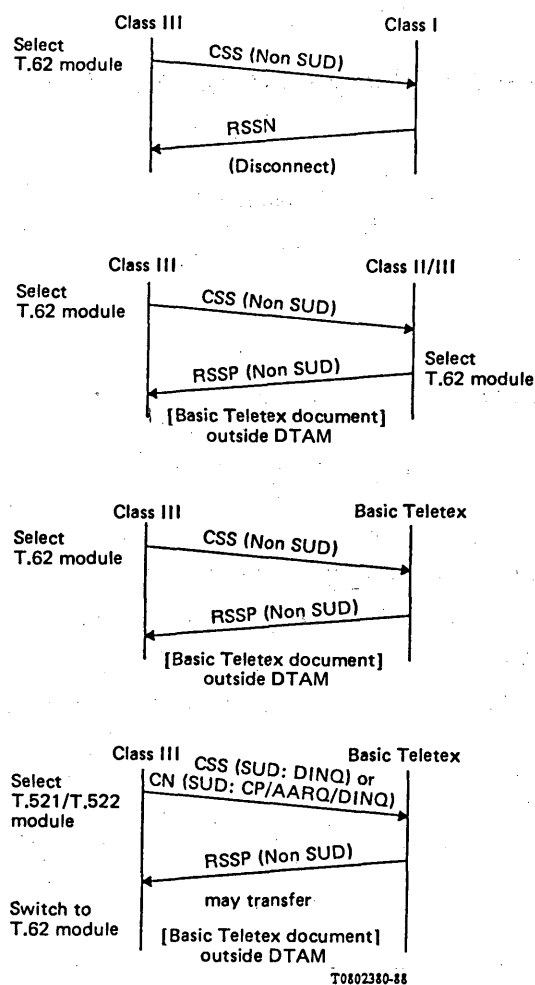 Class III
Class I
Select
T.62 module
CSS (Non SUD)
RSSN
(Disconnect)
Class III
Class II/III
Select
T.62 module
CSS (Non SUD)
RSSP (Non SUD)
Select
T.62 module
[Basic Teletex document]
outside DTAM
Class III
Basic Teletex
Select
T.62 module
CSS (Non SUD)
RSSP (Non SUD)
[Basic Teletex document]
outside DTAM
Class III
Basic Teletex
Select
T.521/T.522
module
CSS (SUD: DINQ) or
CN (SUD: CP/AARQ/DINQ)
RSSP (Non SUD)
Switch to
T.62 module
may transfer
[Basic Teletex document]
outside DTAM
T0802380-88